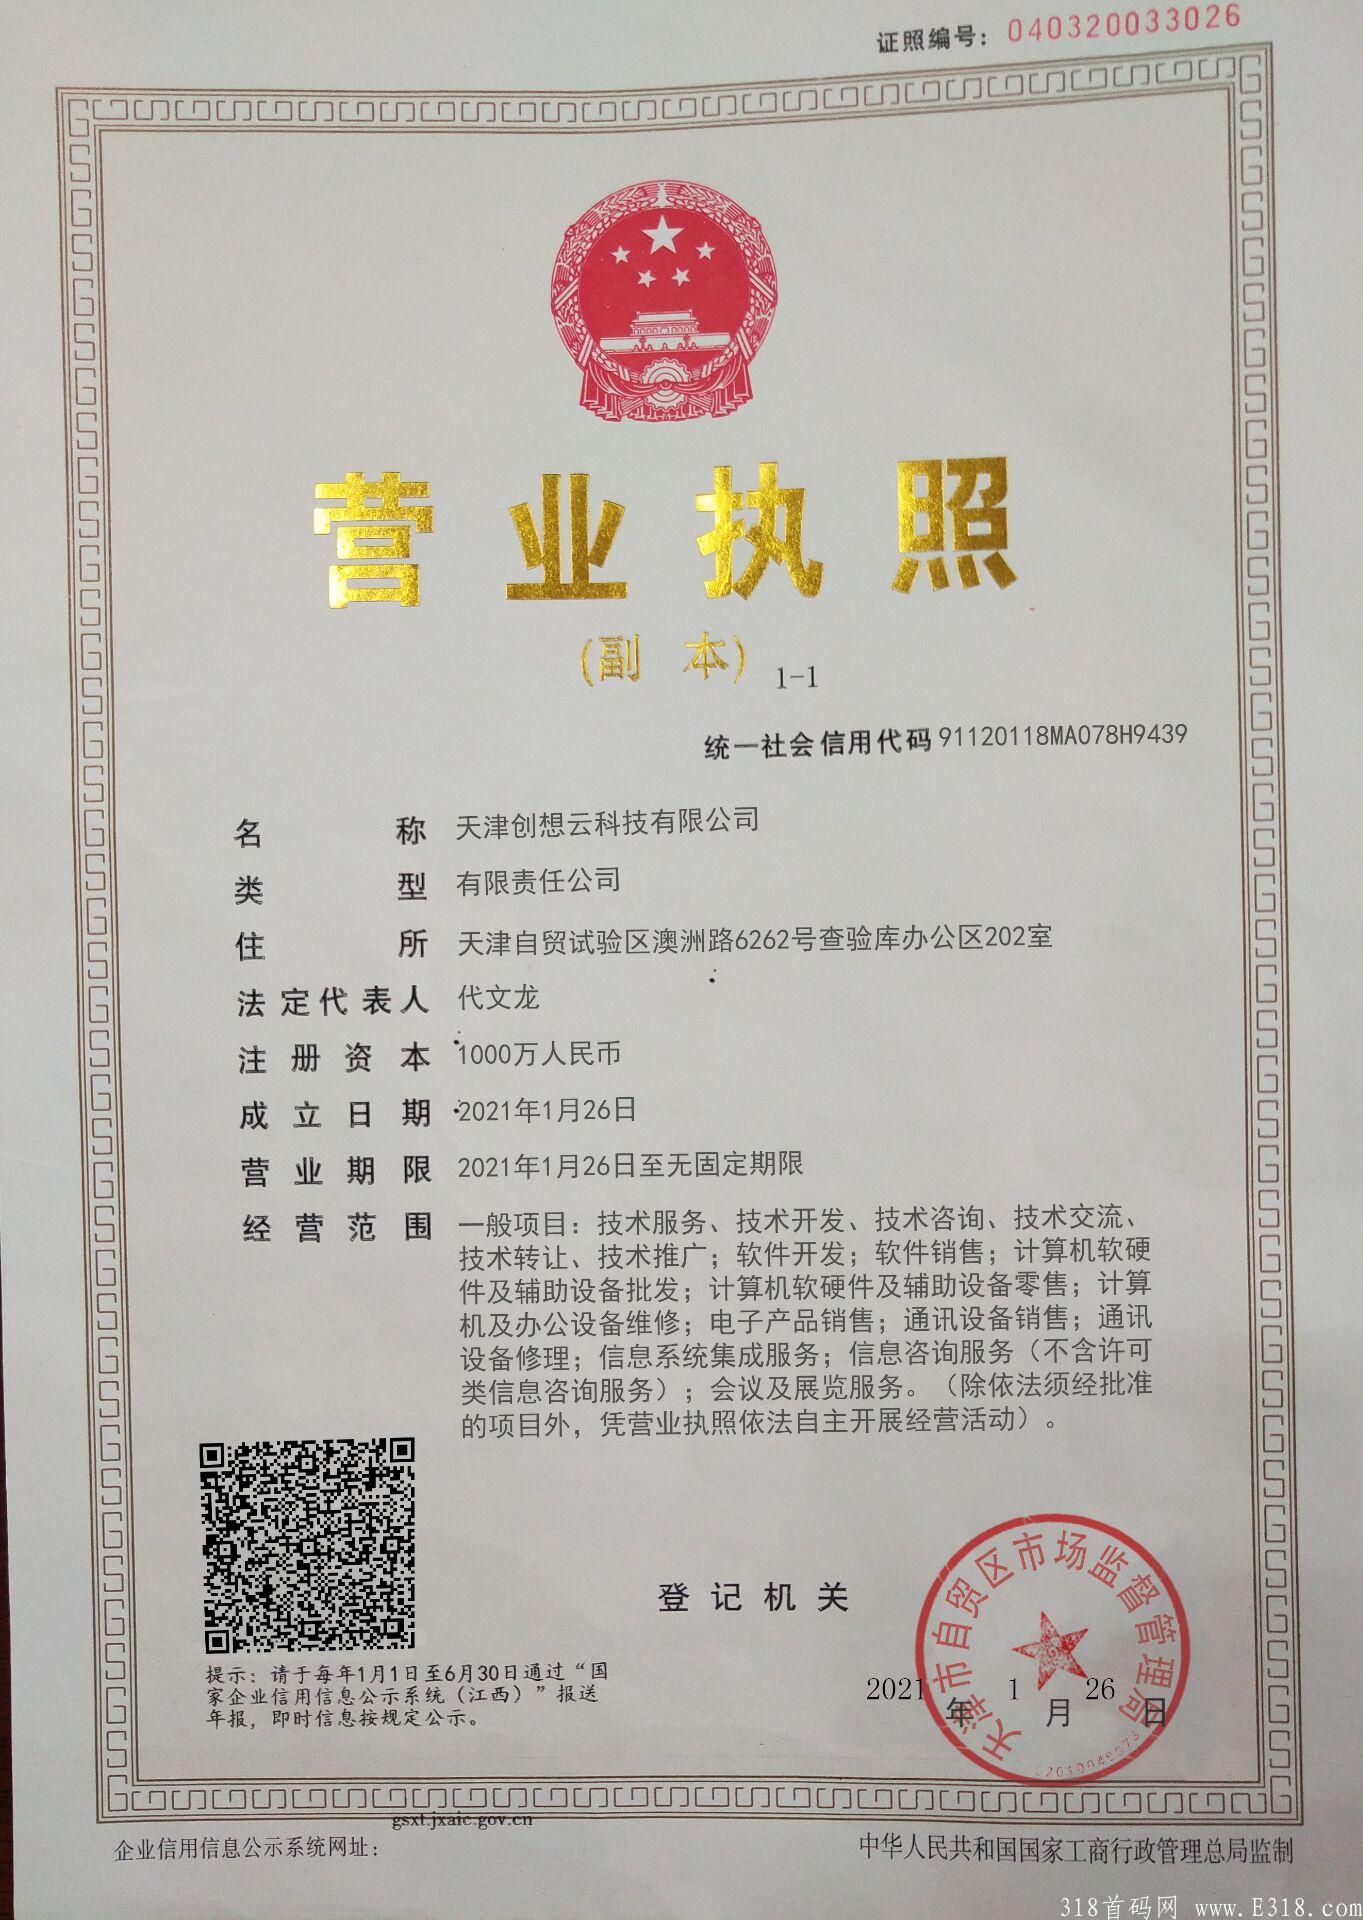 证照编号：040320033026
营业执照
(副 本) 1-1
统一社会信用代码 91120118MA078H9439
名称 天津创想云科技有限公司
类型 有限责任公司
住所 天津自贸试验区澳洲路6262号查验库办公区202室
法定代表人 代文龙
注册资本 1000万人民币
成立日期 2021年1月26日
营业期限 2021年1月26日至无固定期限
经营范围 一般项目：技术服务、技术开发、技术咨询、技术交流、
技术转让、技术推广；软件开发；软件销售；计算机软硬
件及辅助设备批发；计算机软硬件及辅助设备零售；计算
机及办公设备维修；电子产品销售；通讯设备销售；通讯
设备修理；信息系统集成服务；信息咨询服务（不含许可
类信息咨询服务）；会议及展览服务。（除依法须经批准
的项目外，凭营业执照依法自主开展经营活动）。
登记机关
天津市自贸区市场监督管理局
2021年1月26日
提示：请于每年1月1日至6月30日通过“国
家企业信用信息公示系统（江西）”报送
年报，即时信息按规定公示。
gsxt.jxaic.gov.cn
企业信用信息公示系统网址：
中华人民共和国国家工商行政管理总局监制
318首码网 www.E318.com